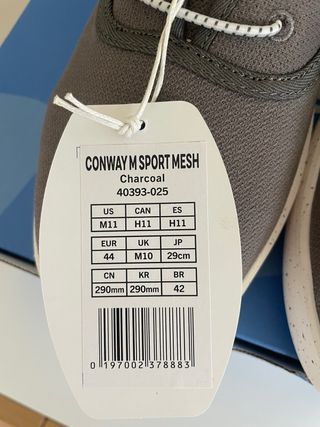 CONWAY M SPORT MESH
Charcoal
40393-025
US CAN ES
M11 H11 H11
EUR UK JP
44 M10 29cm
CN KR BR
290mm 290mm 42
0 197002 378883